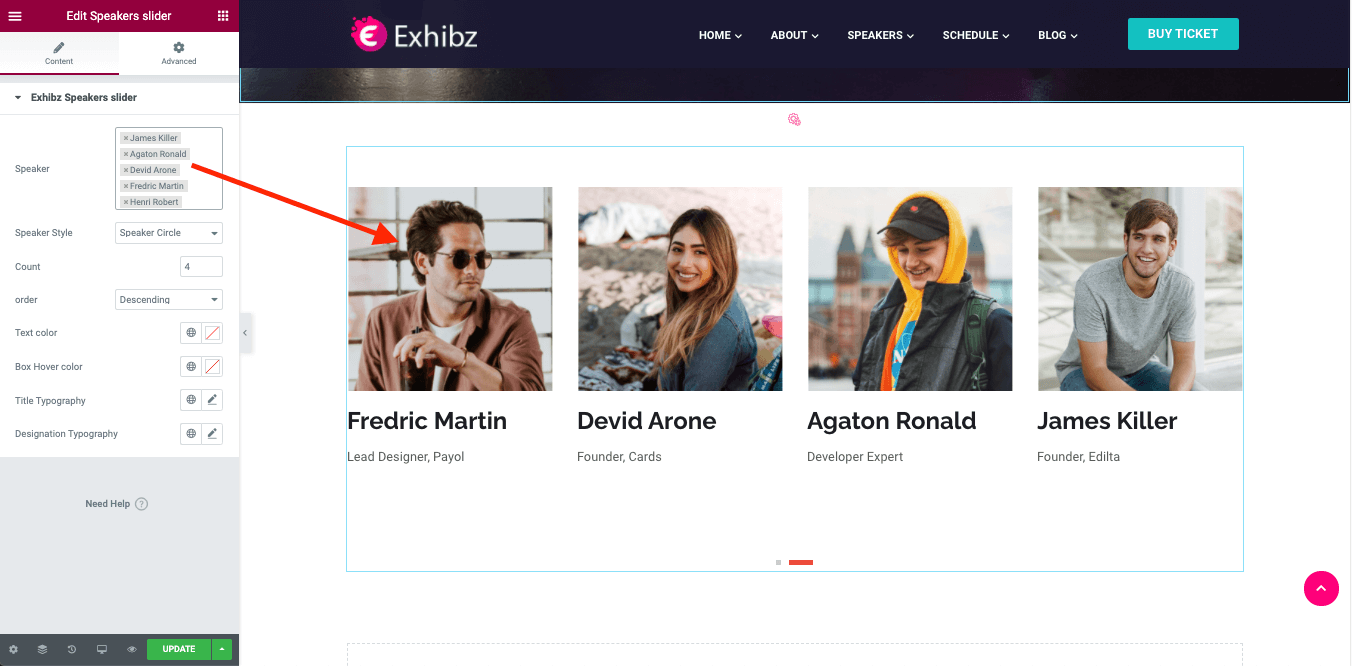 Edit Speakers slider
Content
Advanced
Exhibz Speakers slider
Speaker
×James Killer
×Agaton Ronald
×Devid Arone
×Fredric Martin
×Henri Robert
Speaker Style
Speaker Circle
Count
4
order
Descending
Text color
Box Hover color
Title Typography
Designation Typography
Need Help ?
UPDATE
Exhibz
HOME
ABOUT
SPEAKERS
SCHEDULE
BLOG
BUY TICKET
Fredric Martin
Devid Arone
Agaton Ronald
James Killer
Lead Designer, Payol
Founder, Cards
Developer Expert
Founder, Edilta